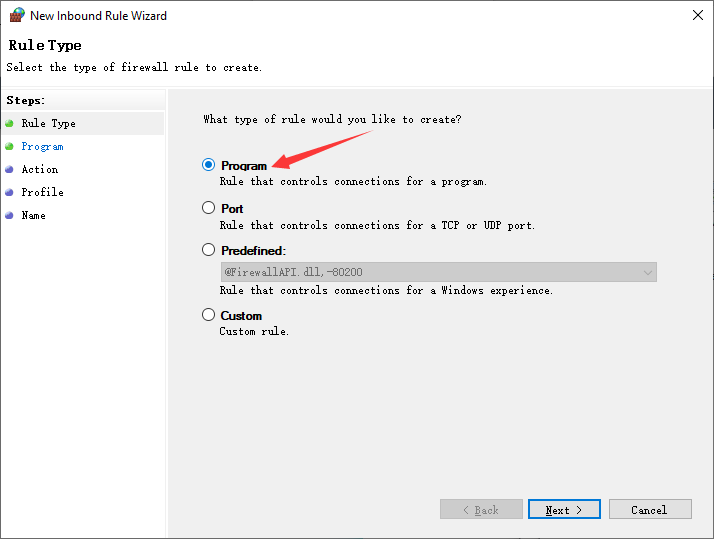 New Inbound Rule Wizard
Rule Type
Select the type of firewall rule to create.
Steps:
Rule Type
Program
Action
Profile
Name
What type of rule would you like to create?
Program
Rule that controls connections for a program.
Port
Rule that controls connections for a TCP or UDP port.
Predefined:
@FirewallAPI.dll,-80200
Rule that controls connections for a Windows experience.
Custom
Custom rule.
< Back
Next >
Cancel